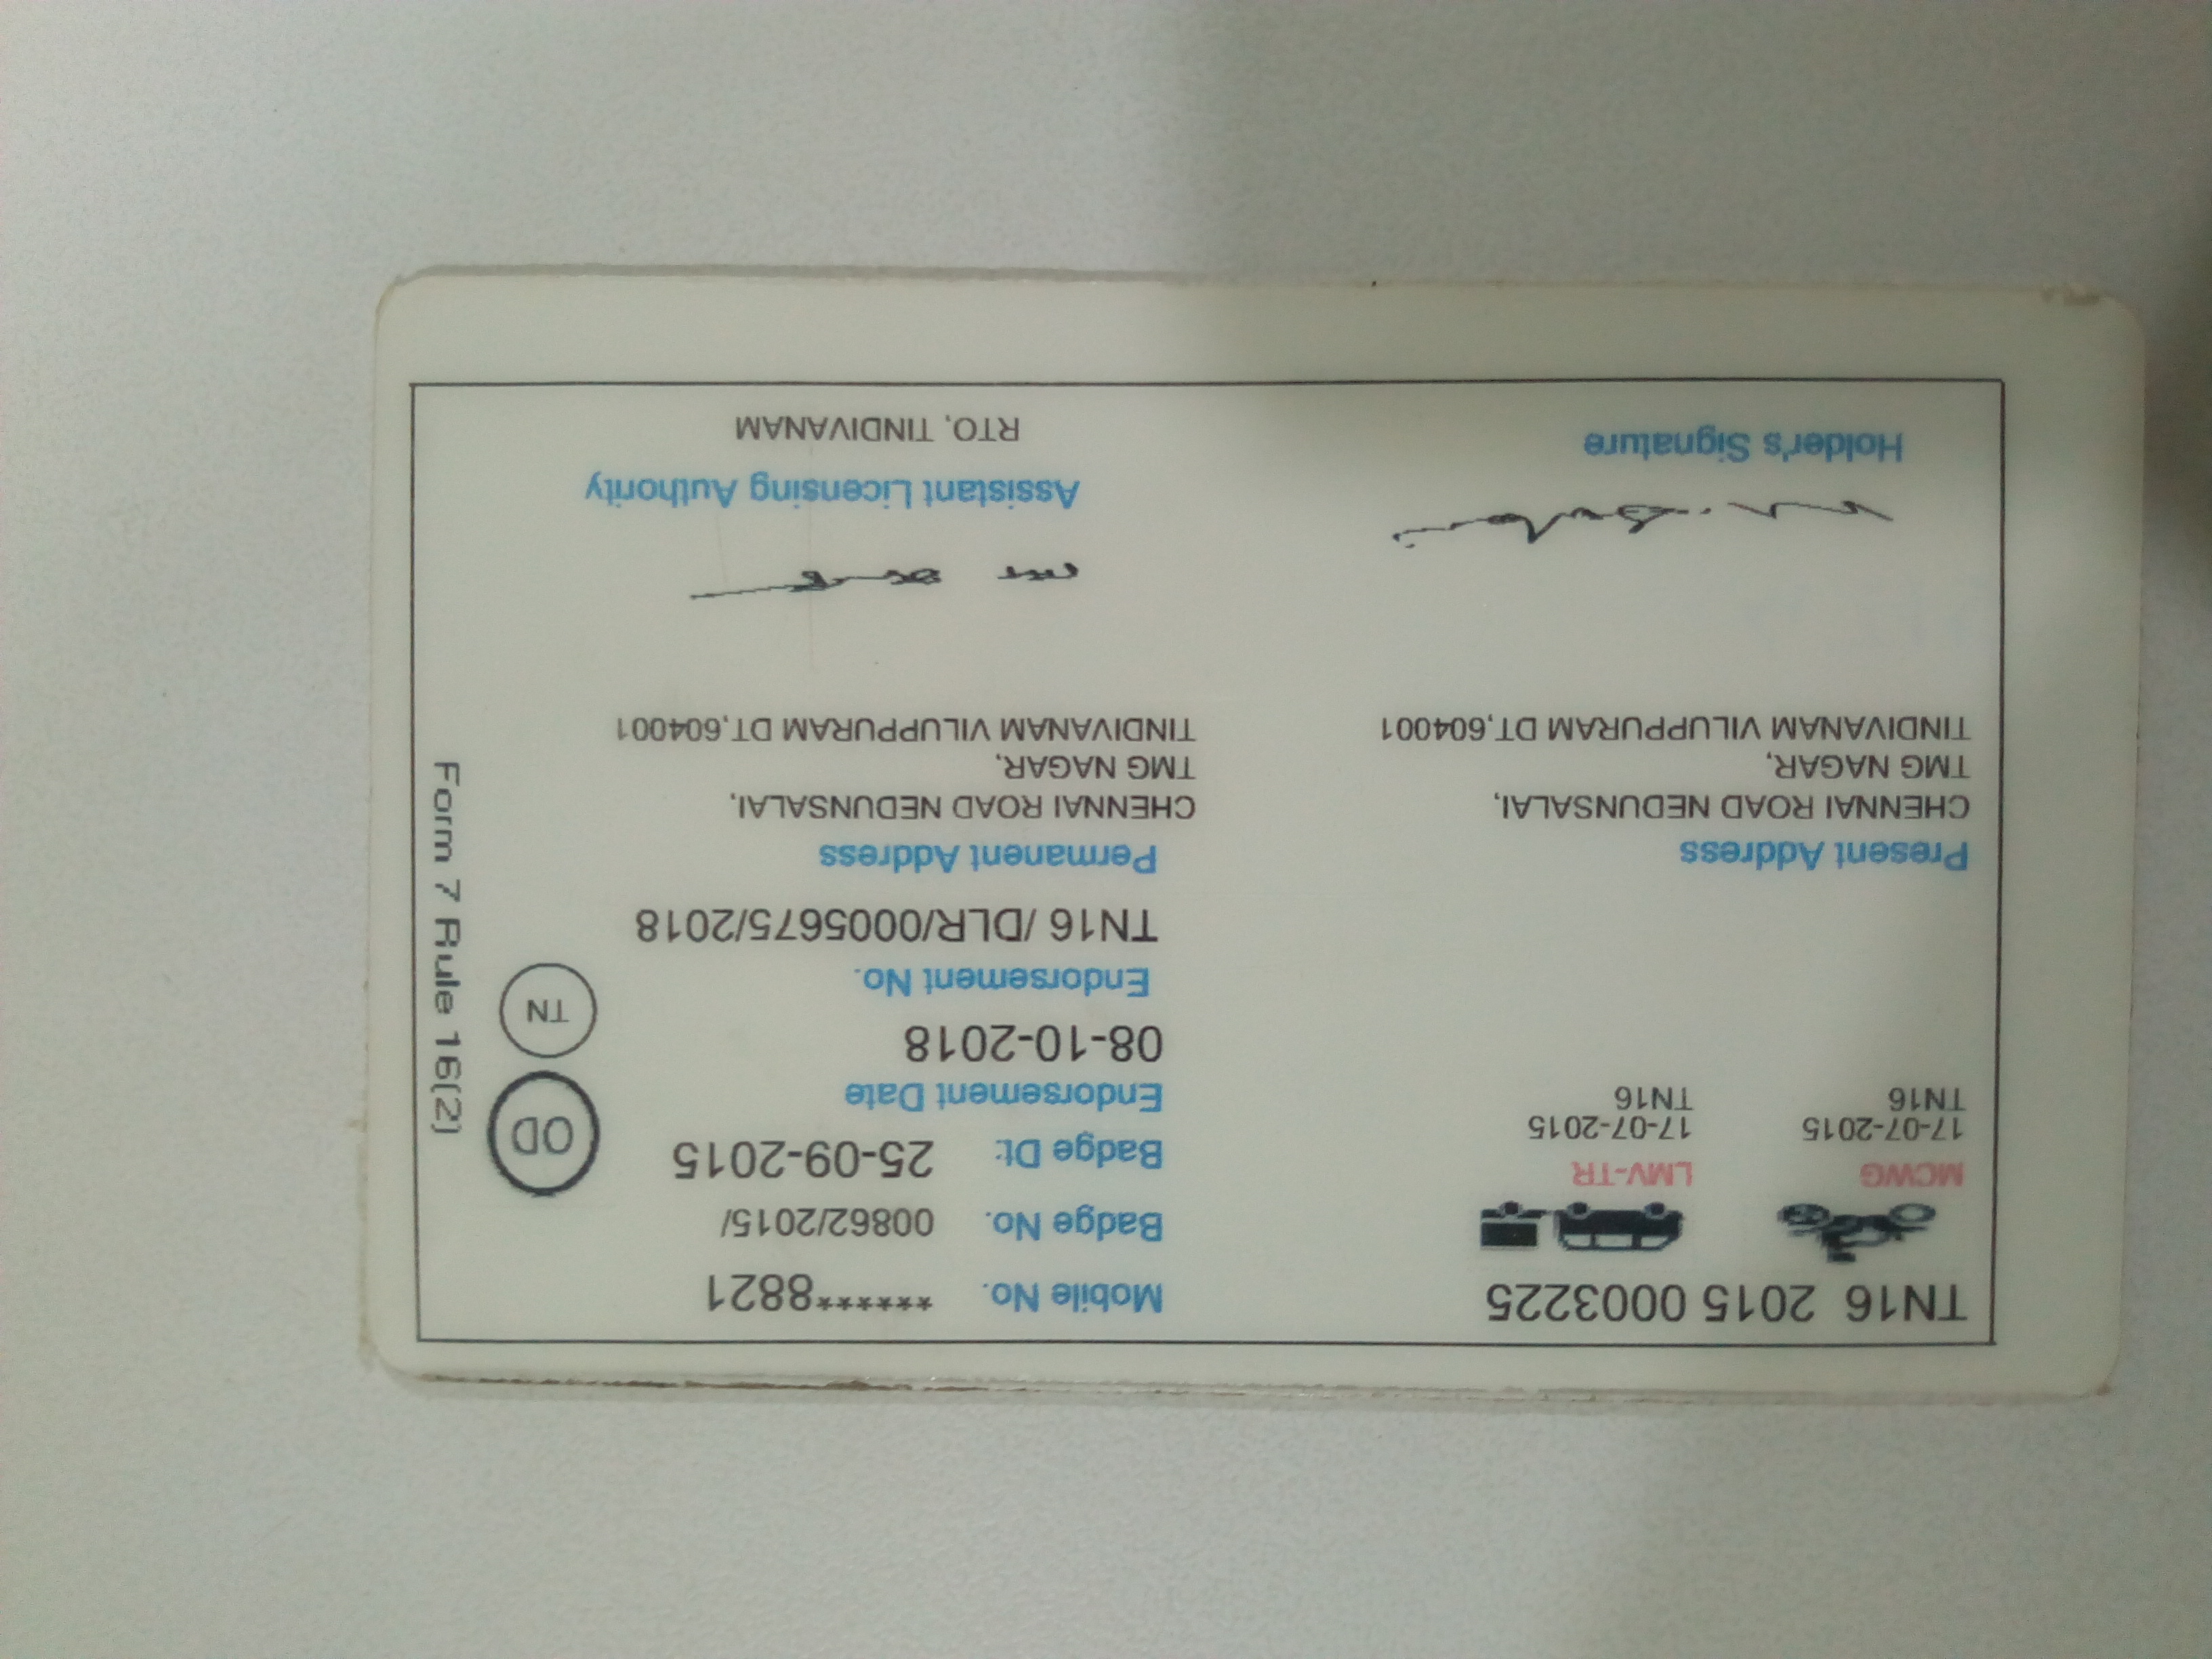 TN16 2015 0003225
MCWG
17-07-2015
TN16
LMV-TR
17-07-2015
TN16
Mobile No. ******8821
Badge No. 00862/2015/
Badge Dt: 25-09-2015
Endorsement Date
08-10-2018
Endorsement No.
TN16 /DLR/0005675/2018
OD
TN
Form 7 Rule 16(2)
Present Address
CHENNAI ROAD NEDUNSALAI,
TMG NAGAR,
TINDIVANAM VILUPPURAM DT,604001
Permanent Address
CHENNAI ROAD NEDUNSALAI,
TMG NAGAR,
TINDIVANAM VILUPPURAM DT,604001
Holder's Signature
Assistant Licensing Authority
RTO, TINDIVANAM